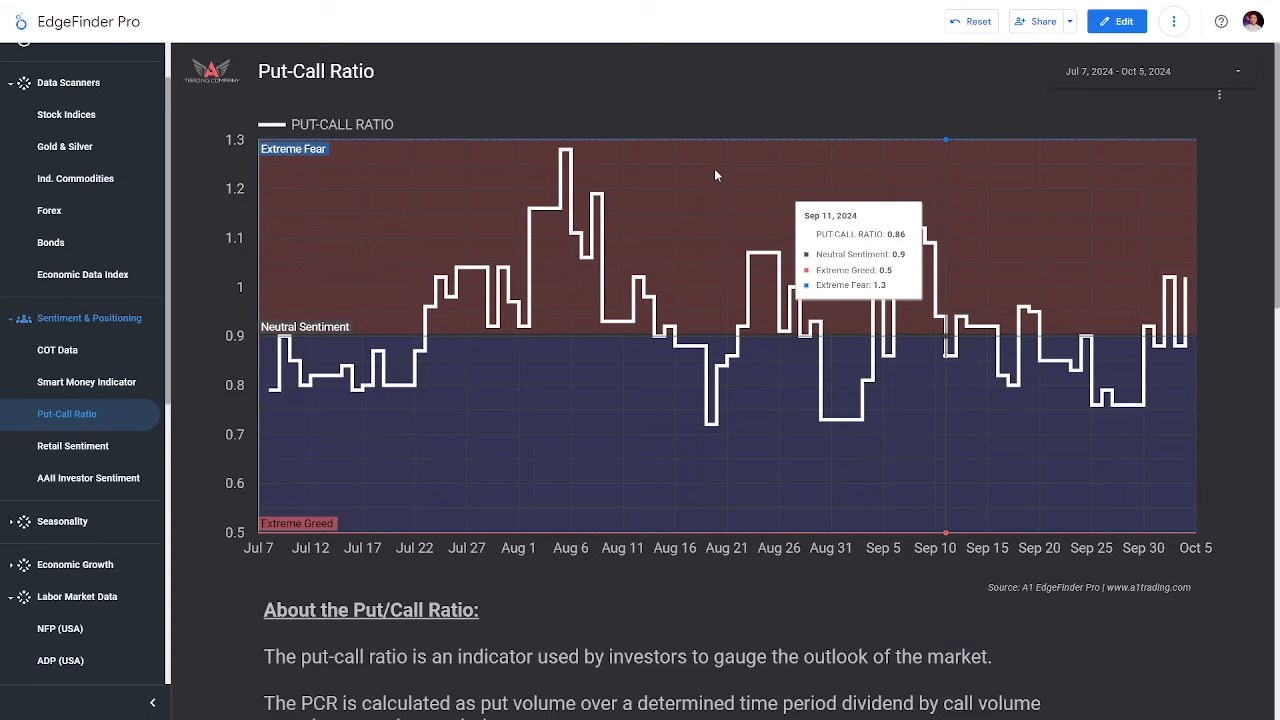 EdgeFinder Pro
Reset
Share
Edit
Data Scanners
Stock Indices
Gold & Silver
Ind. Commodities
Forex
Bonds
Economic Data Index
Sentiment & Positioning
COT Data
Smart Money Indicator
Put-Call Ratio
Retail Sentiment
AAII Investor Sentiment
Seasonality
Economic Growth
Labor Market Data
NFP (USA)
ADP (USA)
A
TRADING COMPANY
Put-Call Ratio
Jul 7, 2024 - Oct 5, 2024
PUT-CALL RATIO
1.3
1.2
1.1
1
0.9
0.8
0.7
0.6
0.5
Extreme Fear
Neutral Sentiment
Extreme Greed
Sep 11, 2024
PUT-CALL RATIO: 0.86
Neutral Sentiment: 0.9
Extreme Greed: 0.5
Extreme Fear: 1.3
Jul 7 Jul 12 Jul 17 Jul 22 Jul 27 Aug 1 Aug 6 Aug 11 Aug 16 Aug 21 Aug 26 Aug 31 Sep 5 Sep 10 Sep 15 Sep 20 Sep 25 Sep 30 Oct 5
Source: A1 EdgeFinder Pro | www.a1trading.com
About the Put/Call Ratio:
The put-call ratio is an indicator used by investors to gauge the outlook of the market.
The PCR is calculated as put volume over a determined time period dividend by call volume